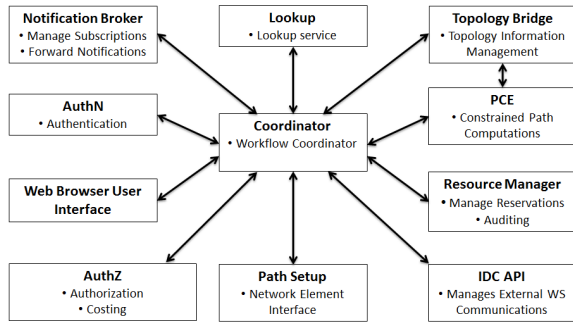 Notification Broker
• Manage Subscriptions
• Forward Notifications
Lookup
• Lookup service
Topology Bridge
• Topology Information
Management
AuthN
• Authentication
Coordinator
• Workflow Coordinator
PCE
• Constrained Path
Computations
Web Browser User
Interface
Resource Manager
• Manage Reservations
• Auditing
AuthZ
• Authorization
• Costing
Path Setup
• Network Element
Interface
IDC API
• Manages External WS
Communications